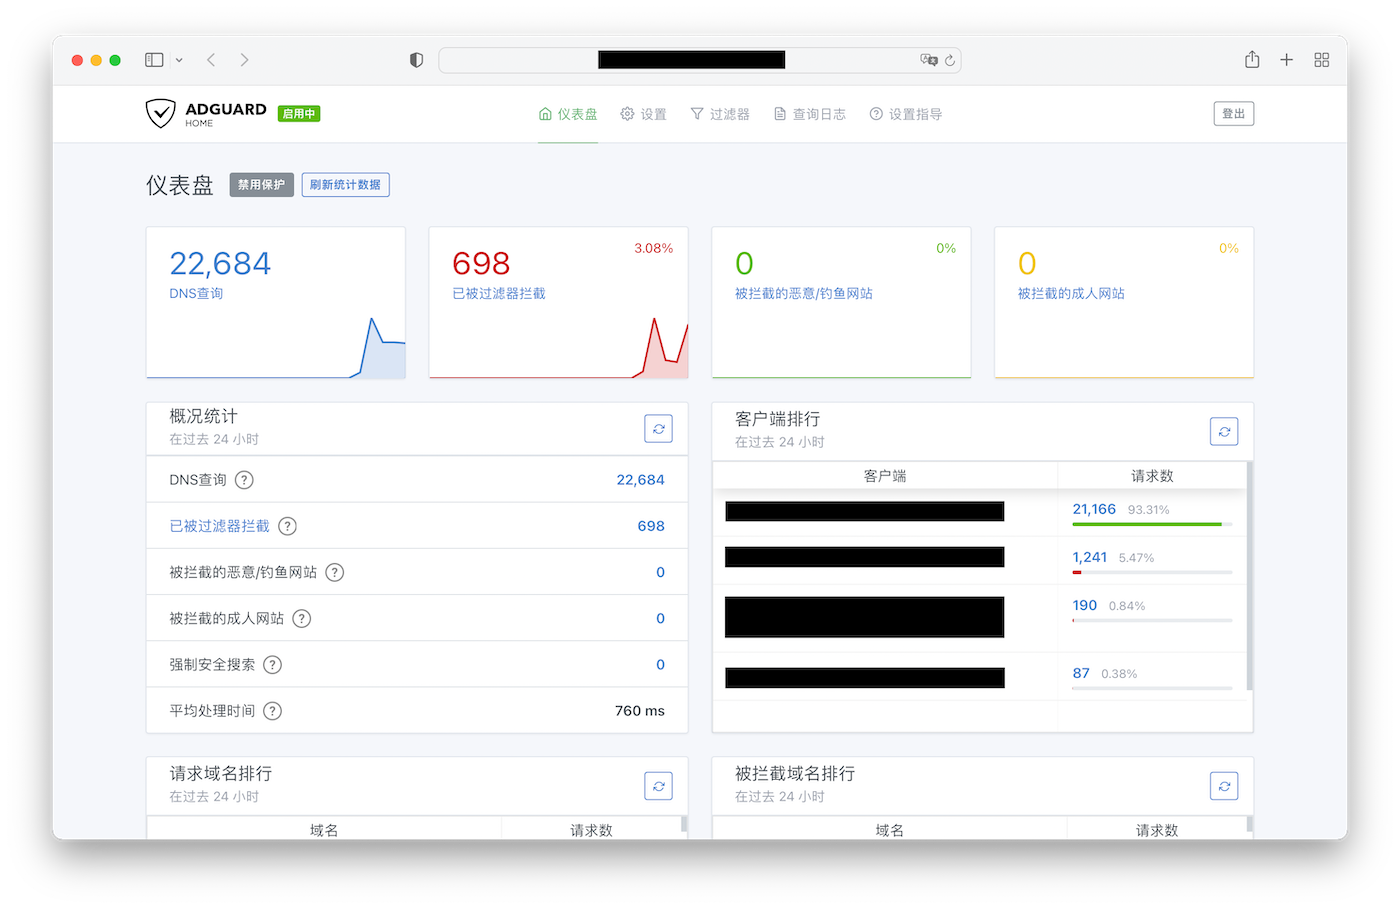 ADGUARD
HOME
启用中
仪表盘
设置
过滤器
查询日志
设置指导
登出
仪表盘
禁用保护
刷新统计数据
22,684
DNS查询
3.08%
698
已被过滤器拦截
0%
0
被拦截的恶意/钓鱼网站
0%
0
被拦截的成人网站
概况统计
在过去 24 小时
DNS查询 ?
22,684
已被过滤器拦截 ?
698
被拦截的恶意/钓鱼网站 ?
0
被拦截的成人网站 ?
0
强制安全搜索 ?
0
平均处理时间 ?
760 ms
客户端排行
在过去 24 小时
客户端
请求数
21,166 93.31%
1,241 5.47%
190 0.84%
87 0.38%
请求域名排行
在过去 24 小时
域名
请求数
被拦截域名排行
在过去 24 小时
域名
请求数